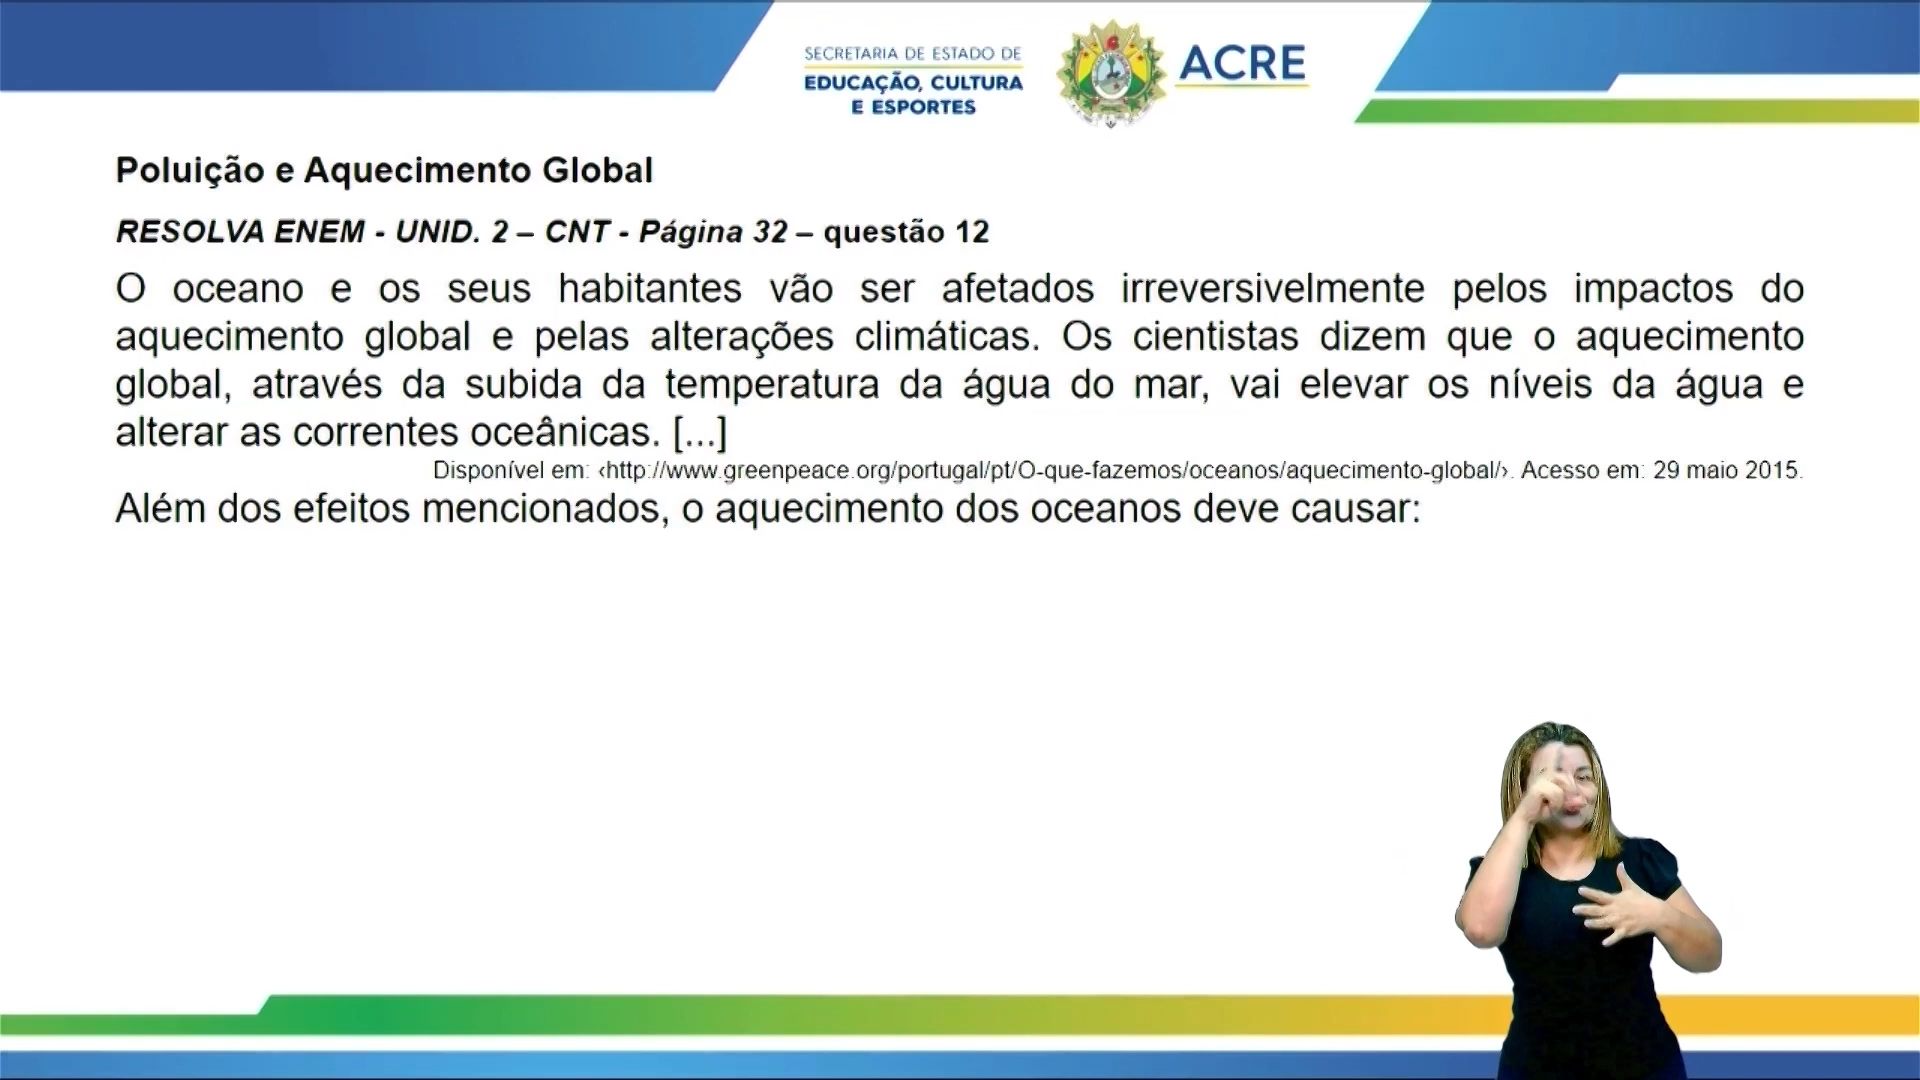 SECRETARIA DE ESTADO DE
EDUCAÇÃO, CULTURA
E ESPORTES
ACRE
Poluição e Aquecimento Global
RESOLVA ENEM - UNID. 2 – CNT - Página 32 – questão 12
O oceano e os seus habitantes vão ser afetados irreversivelmente pelos impactos do
aquecimento global e pelas alterações climáticas. Os cientistas dizem que o aquecimento
global, através da subida da temperatura da água do mar, vai elevar os níveis da água e
alterar as correntes oceânicas. [...]
Disponível em: ‹http://www.greenpeace.org/portugal/pt/O-que-fazemos/oceanos/aquecimento-global/›. Acesso em: 29 maio 2015.
Além dos efeitos mencionados, o aquecimento dos oceanos deve causar: